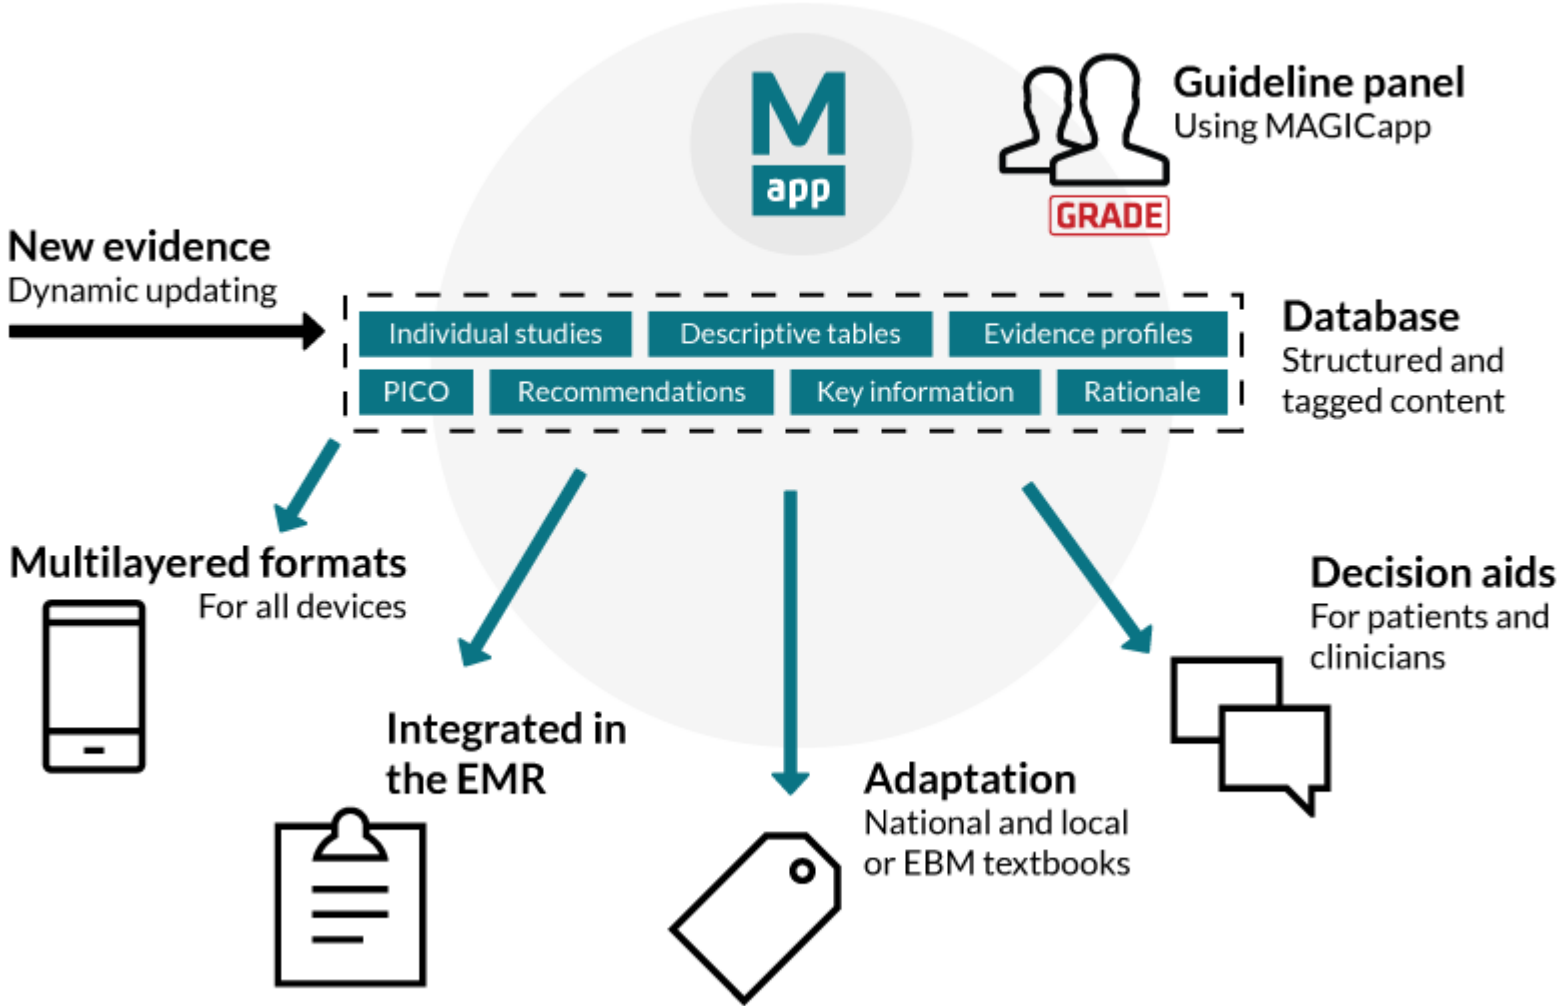 M
app
Guideline panel
Using MAGICapp
GRADE
New evidence
Dynamic updating
Individual studies
Descriptive tables
Evidence profiles
PICO
Recommendations
Key information
Rationale
Database
Structured and
tagged content
Multilayered formats
For all devices
Integrated in
the EMR
Adaptation
National and local
or EBM textbooks
Decision aids
For patients and
clinicians